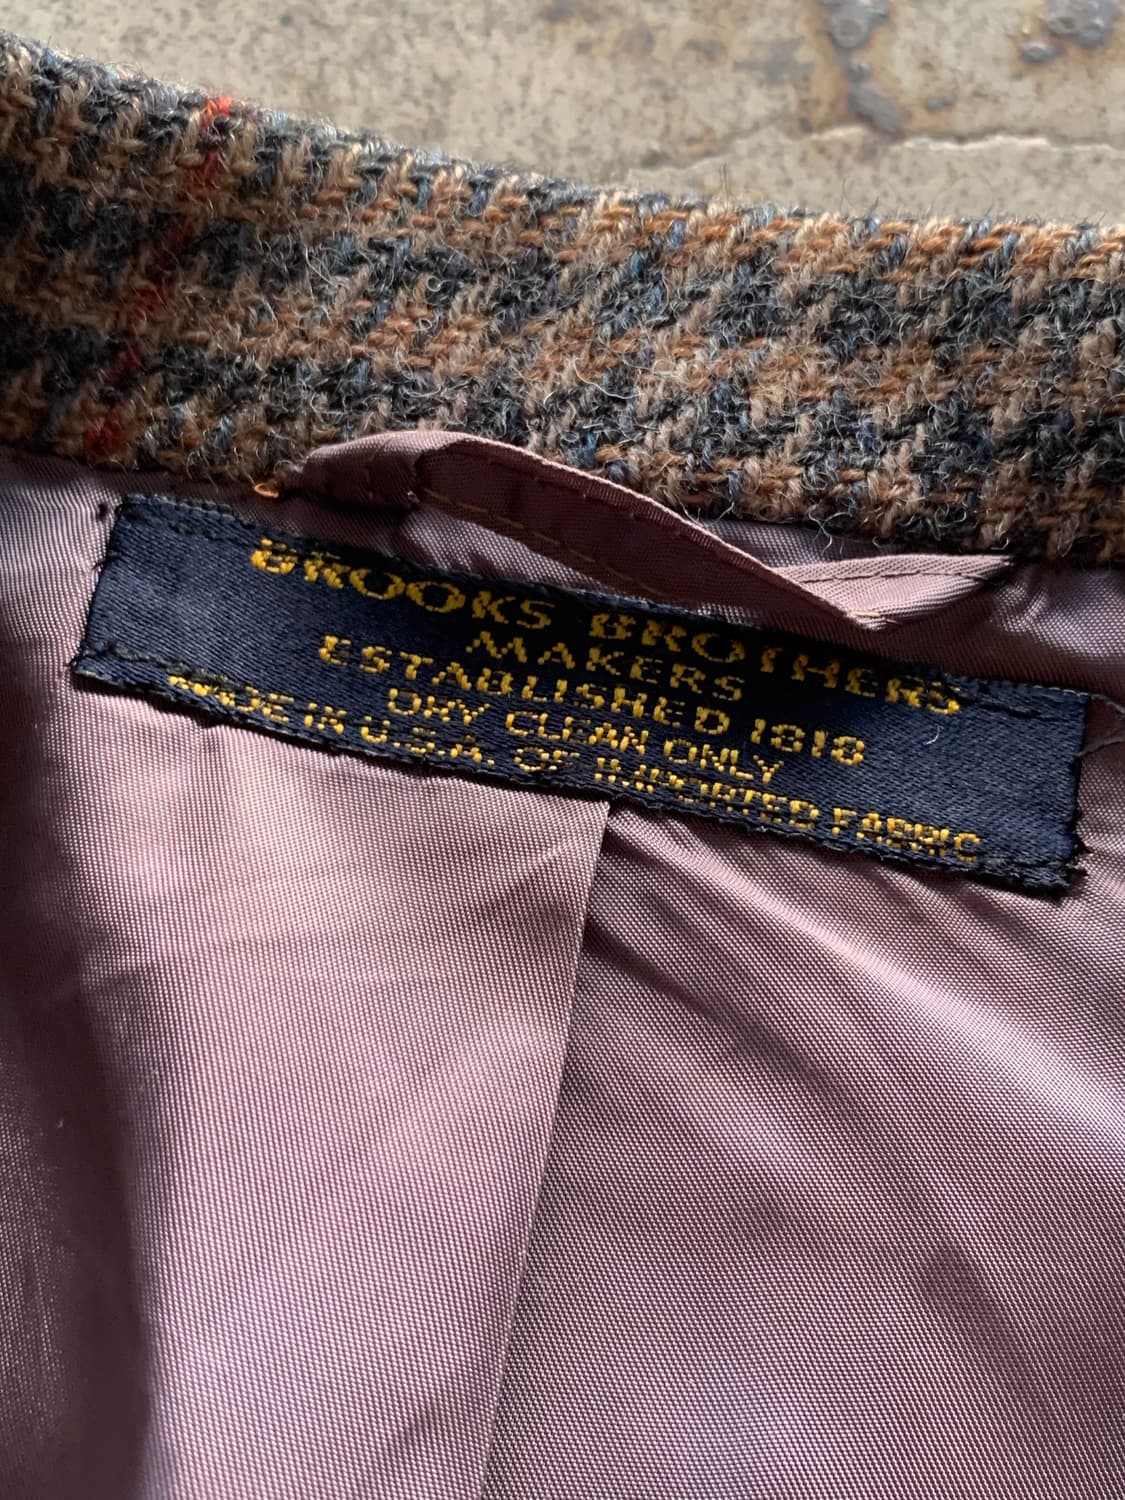 BROOKS BROTHERS
MAKERS
ESTABLISHED 1818
DRY CLEAN ONLY
MADE IN U.S.A. OF IMPORTED FABRIC